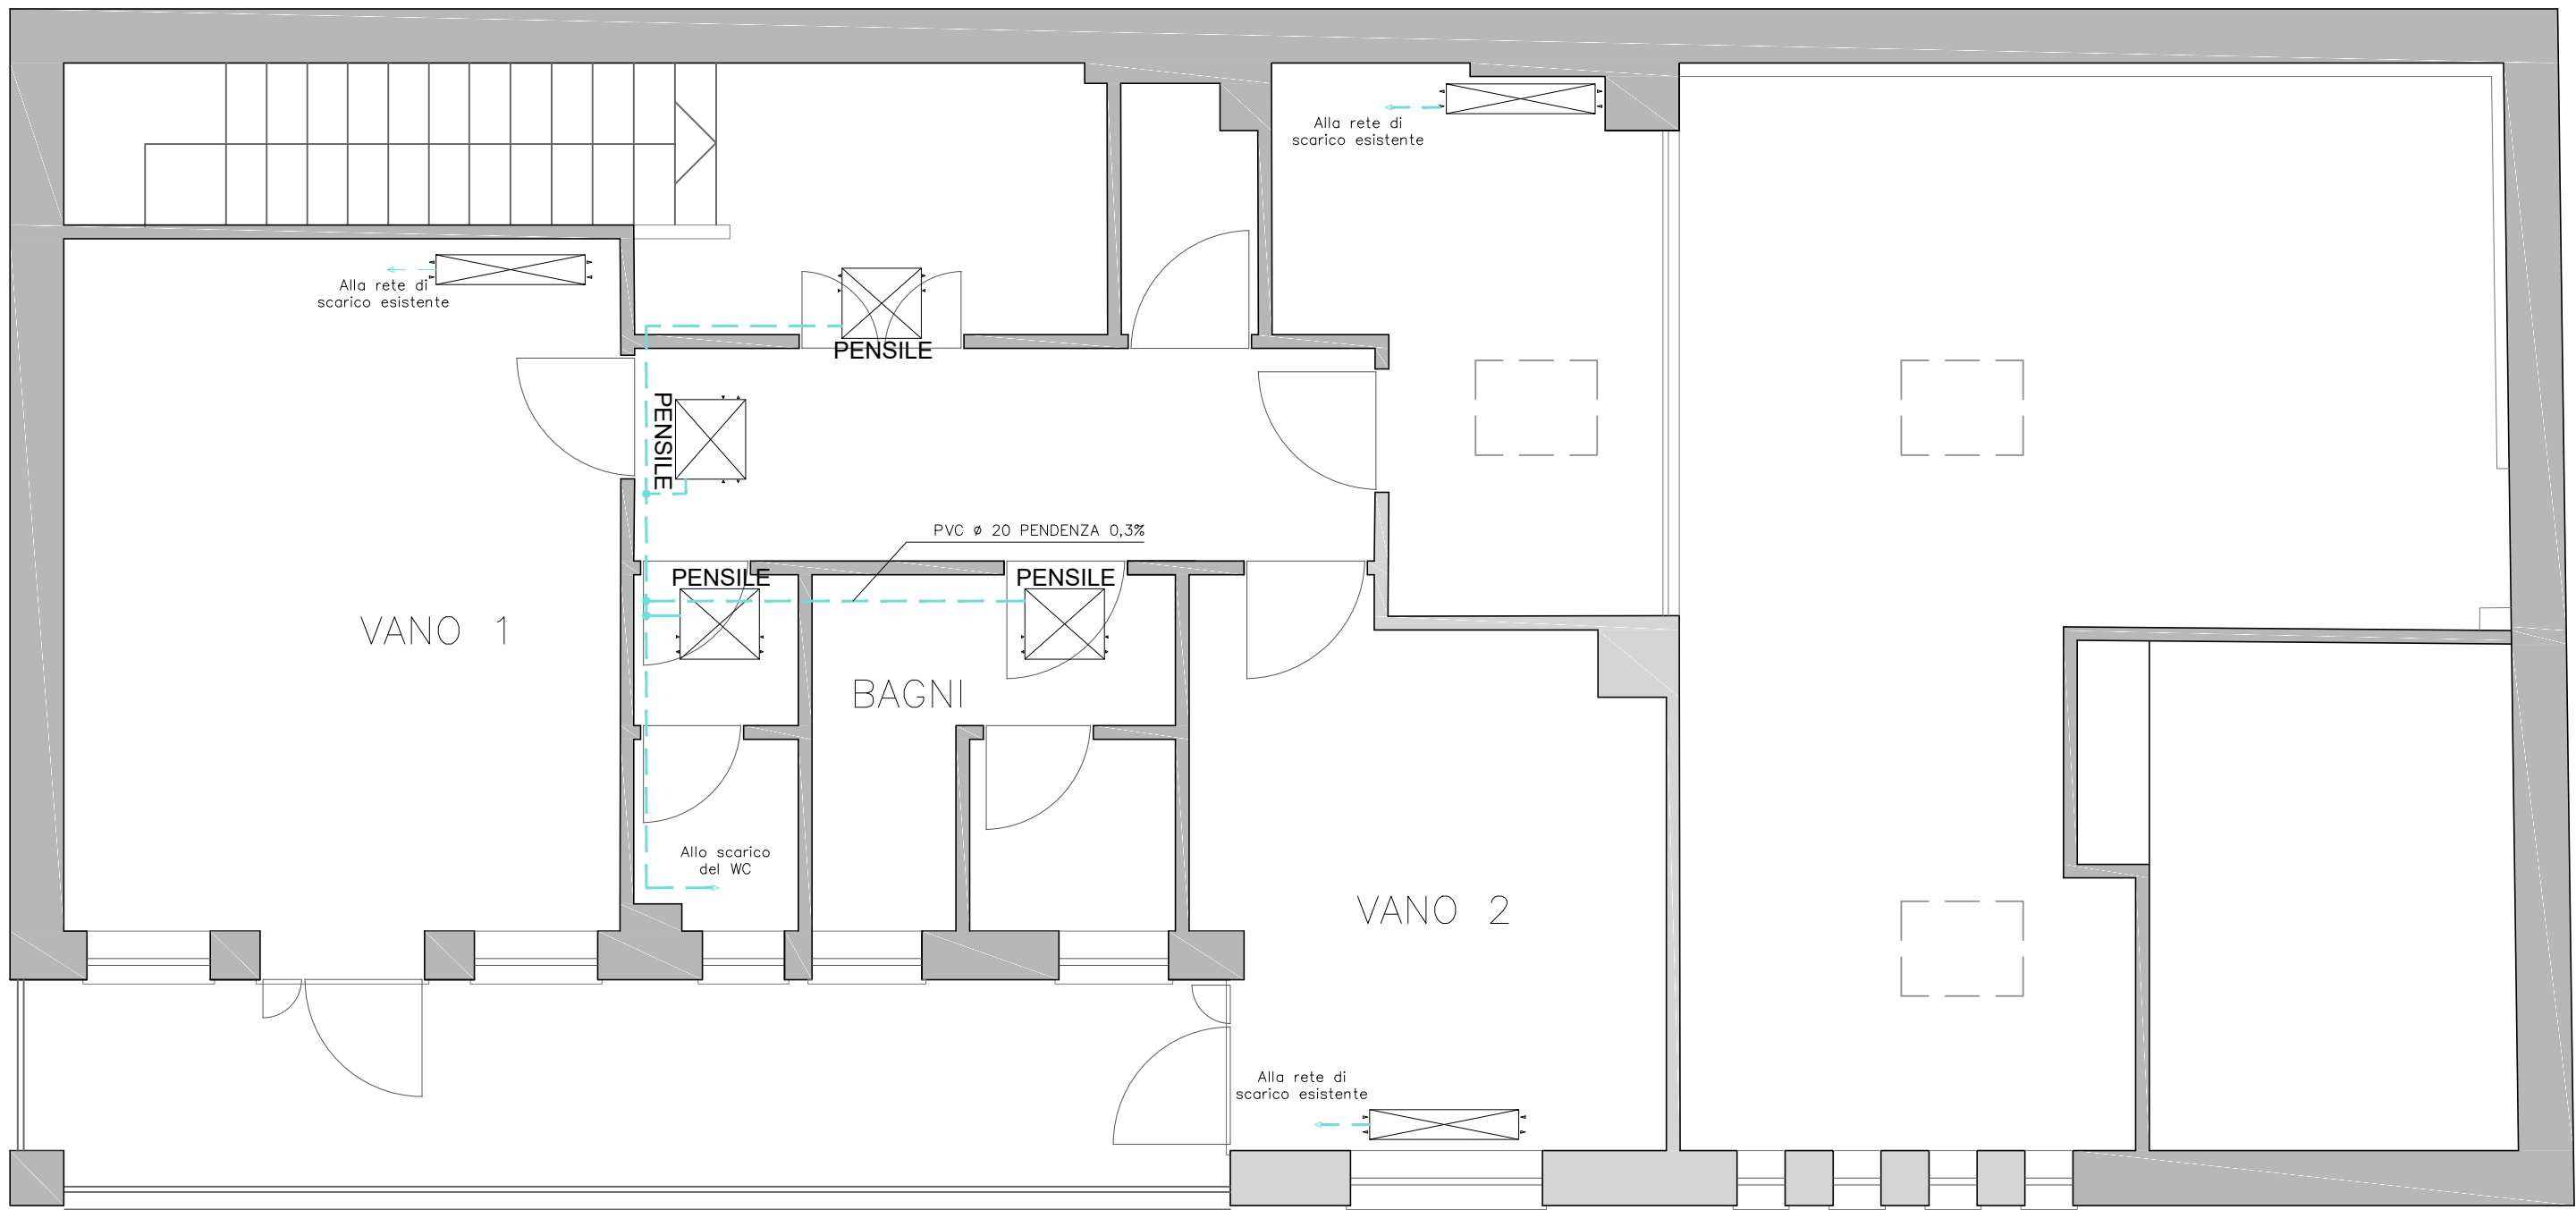 Alla rete di
scarico esistente
Alla rete di
scarico esistente
PENSILE
PENSILE
PVC ø 20 PENDENZA 0,3%
PENSILE
PENSILE
VANO 1
BAGNI
Allo scarico
del WC
VANO 2
Alla rete di
scarico esistente